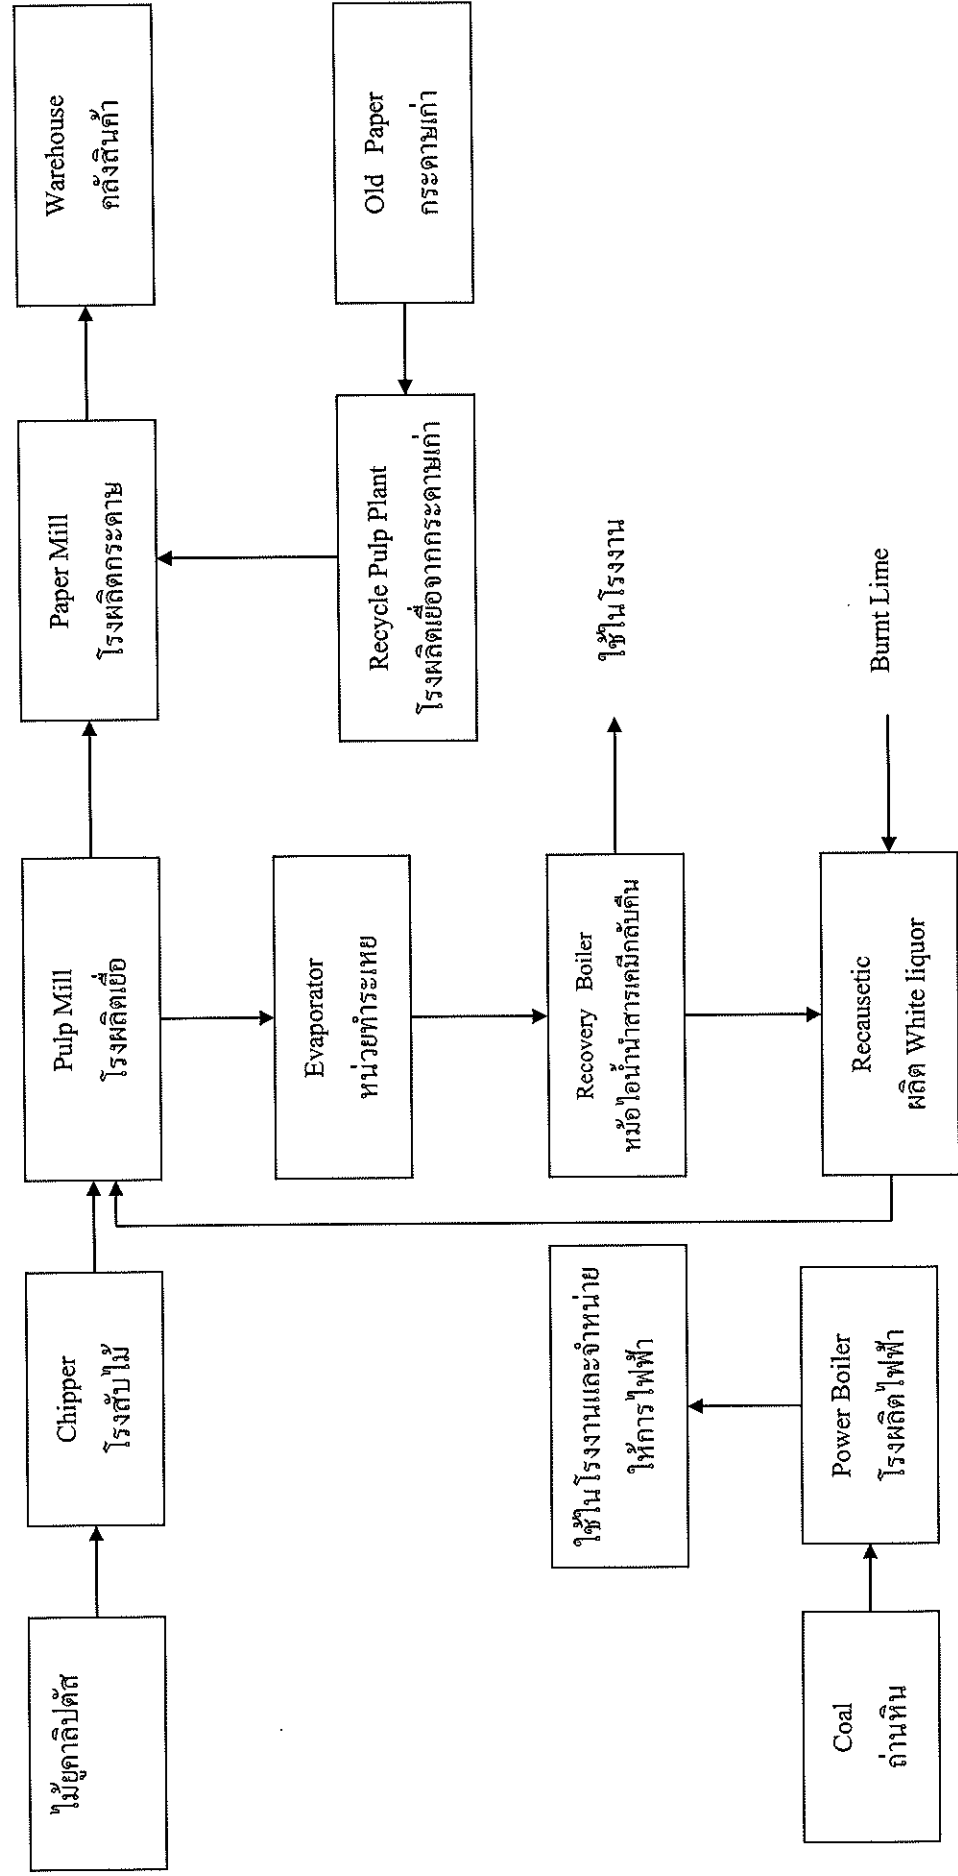 ไม้ยูคาลิปตัส
Chipper
โรงสับไม้
Pulp Mill
โรงผลิตเยื่อ
Paper Mill
โรงผลิตกระดาษ
Warehouse
คลังสินค้า
Evaporator
หน่วยทำระเหย
Recycle Pulp Plant
โรงผลิตเยื่อจากกระดาษเก่า
Old Paper
กระดาษเก่า
ใช้ในโรงงานและจำหน่าย
ให้การไฟฟ้า
Recovery Boiler
หม้อไอน้ำนำสารเคมีกลับคืน
ใช้ในโรงงาน
Coal
ถ่านหิน
Power Boiler
โรงผลิตไฟฟ้า
Recausetic
ผลิต White liquor
Burnt Lime